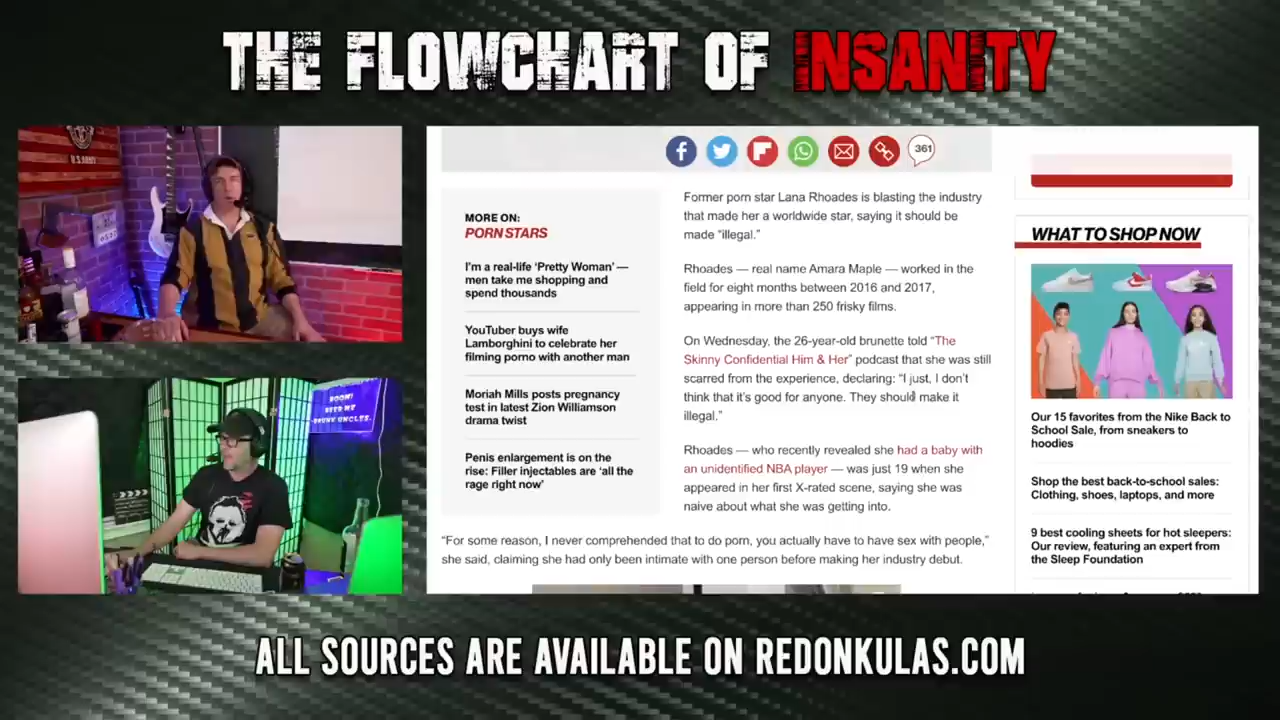 THE FLOWCHART OF INSANITY
U.S. ARMY
BOOM!
DRUNK UNCLES.
361
MORE ON:
PORN STARS
I'm a real-life ‘Pretty Woman’ —
men take me shopping and
spend thousands
YouTuber buys wife
Lamborghini to celebrate her
filming porno with another man
Moriah Mills posts pregnancy
test in latest Zion Williamson
drama twist
Penis enlargement is on the
rise: Filler injectables are ‘all the
rage right now’
Former porn star Lana Rhoades is blasting the industry
that made her a worldwide star, saying it should be
made “illegal.”
Rhoades — real name Amara Maple — worked in the
field for eight months between 2016 and 2017,
appearing in more than 250 frisky films.
On Wednesday, the 26-year-old brunette told “The
Skinny Confidential Him & Her” podcast that she was still
scarred from the experience, declaring: “I just, I don’t
think that it’s good for anyone. They should make it
illegal.”
Rhoades — who recently revealed she had a baby with
an unidentified NBA player — was just 19 when she
appeared in her first X-rated scene, saying she was
naive about what she was getting into.
“For some reason, I never comprehended that to do porn, you actually have to have sex with people,”
she said, claiming she had only been intimate with one person before making her industry debut.
WHAT TO SHOP NOW
Our 15 favorites from the Nike Back to
School Sale, from sneakers to
hoodies
Shop the best back-to-school sales:
Clothing, shoes, laptops, and more
9 best cooling sheets for hot sleepers:
Our review, featuring an expert from
the Sleep Foundation
ALL SOURCES ARE AVAILABLE ON REDONKULAS.COM